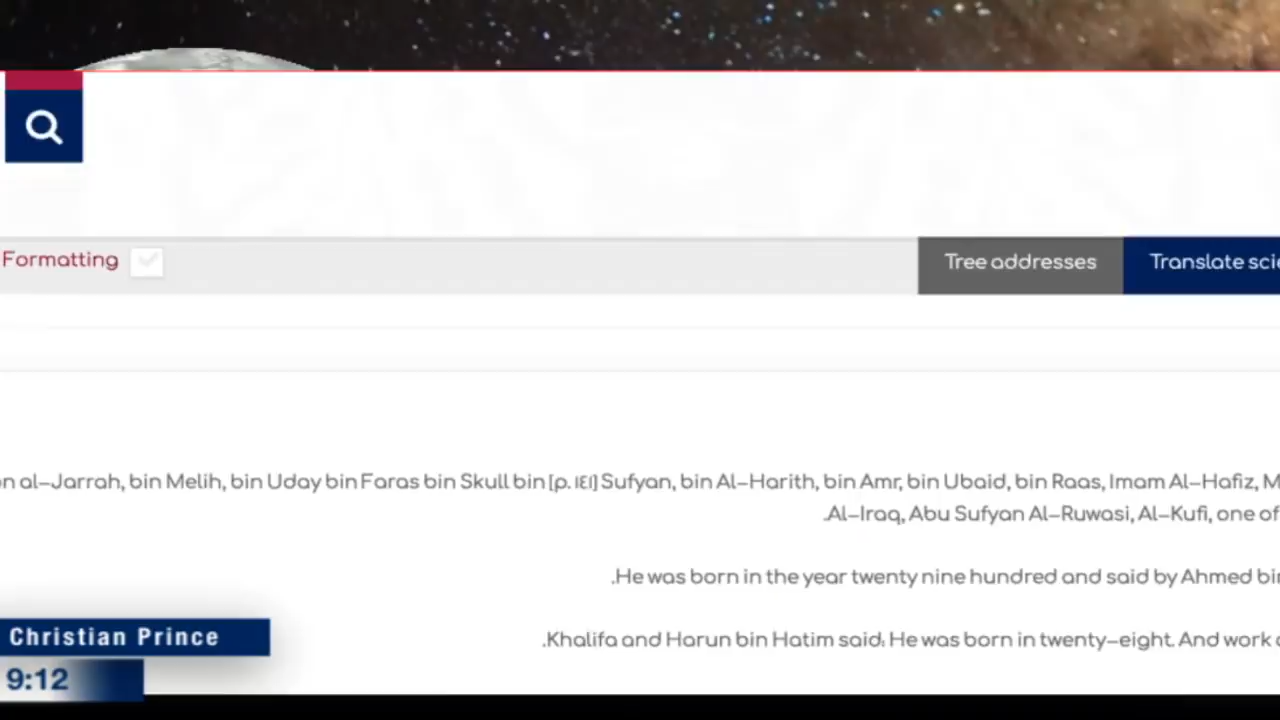 Formatting
Tree addresses
Translate
al-Jarrah, bin Melih, bin Uday bin Faras bin Skull bin [p. ١٤١] Sufyan, bin Al-Harith, bin Amr, bin Ubaid, bin Raas, Imam Al-Hafiz,
.Al-Iraq, Abu Sufyan Al-Ruwasi, Al-Kufi, one of
.He was born in the year twenty nine hundred and said by Ahmed
.Khalifa and Harun bin Hatim said: He was born in twenty-eight. And work
Christian Prince
9:12